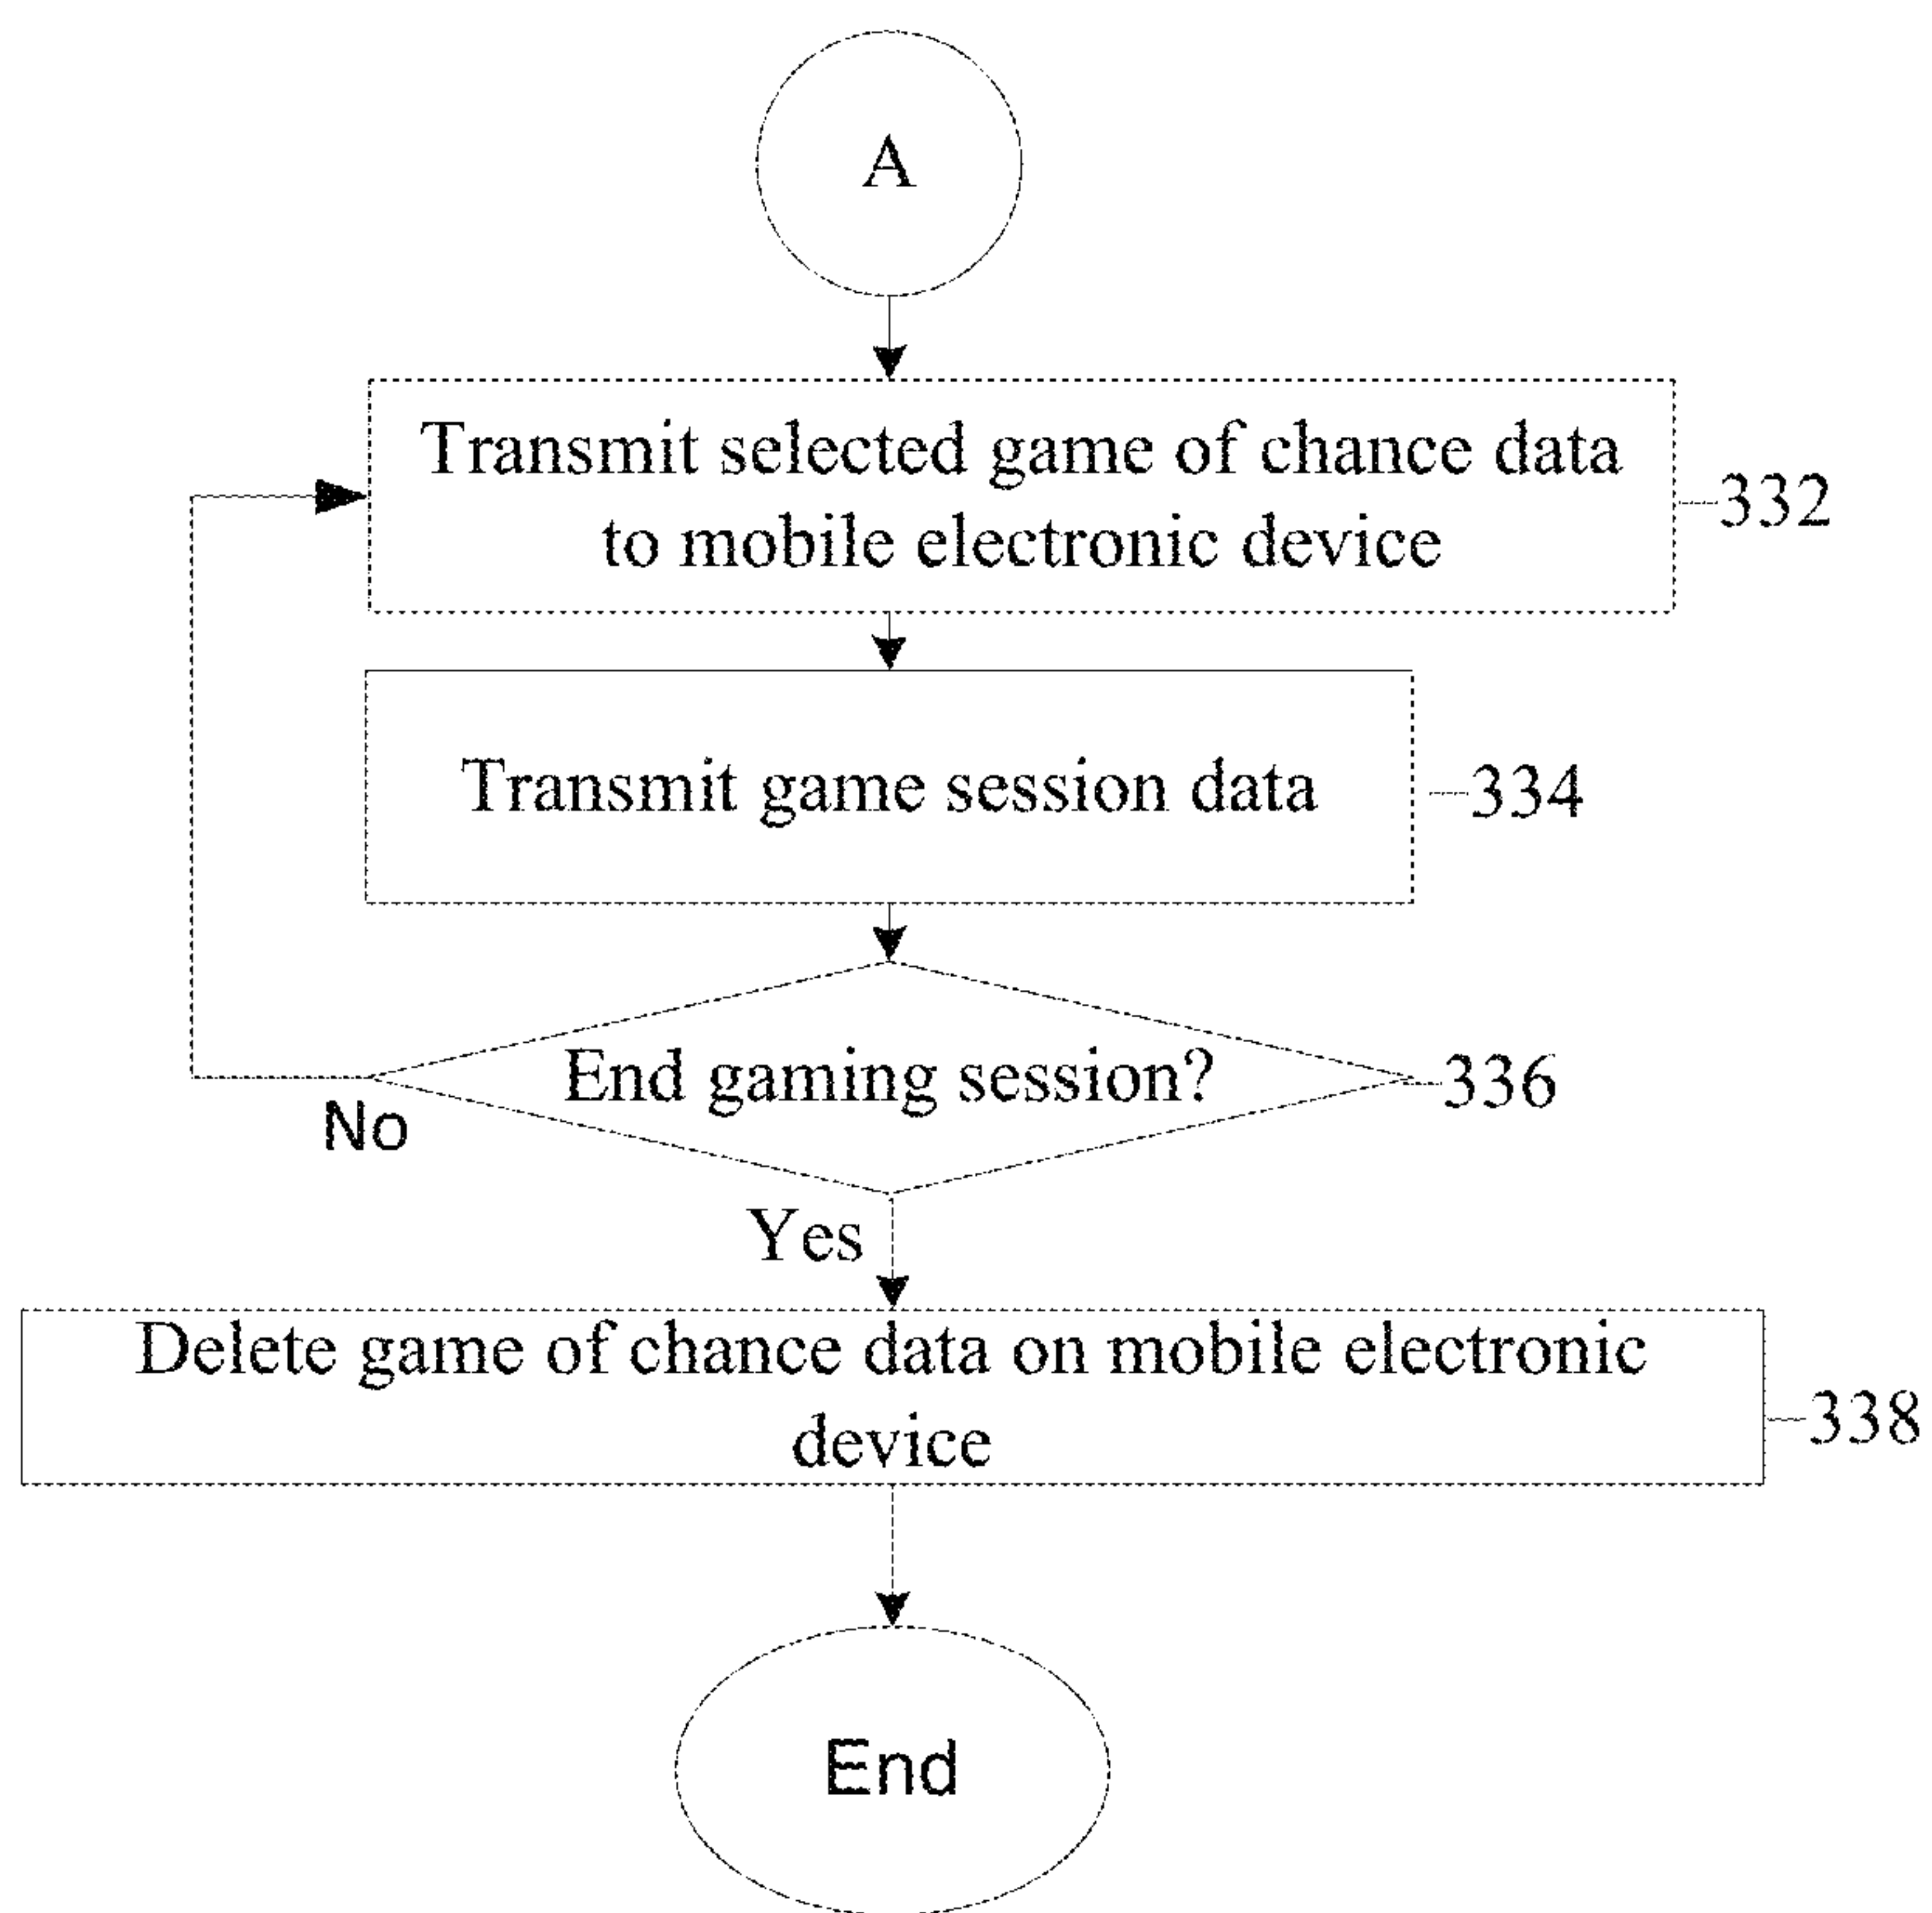 A
Transmit selected game of chance data
to mobile electronic device
332
Transmit game session data
334
End gaming session?
336
No
Yes
Delete game of chance data on mobile electronic
device
338
End